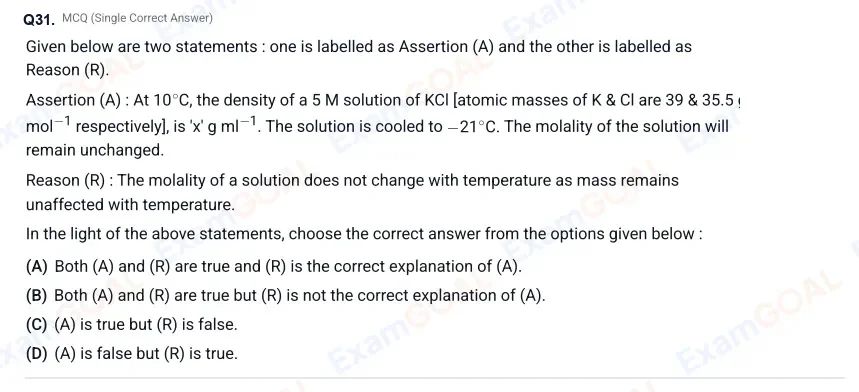 Q31. MCQ (Single Correct Answer)
Given below are two statements : one is labelled as Assertion (A) and the other is labelled as
Reason (R).
Assertion (A) : At 10°C, the density of a 5 M solution of KCl [atomic masses of K & Cl are 39 & 35.5
mol⁻¹ respectively], is 'x' g ml⁻¹. The solution is cooled to −21°C. The molality of the solution will
remain unchanged.
Reason (R) : The molality of a solution does not change with temperature as mass remains
unaffected with temperature.
In the light of the above statements, choose the correct answer from the options given below :
(A) Both (A) and (R) are true and (R) is the correct explanation of (A).
(B) Both (A) and (R) are true but (R) is not the correct explanation of (A).
(C) (A) is true but (R) is false.
(D) (A) is false but (R) is true.
ExamGOAL